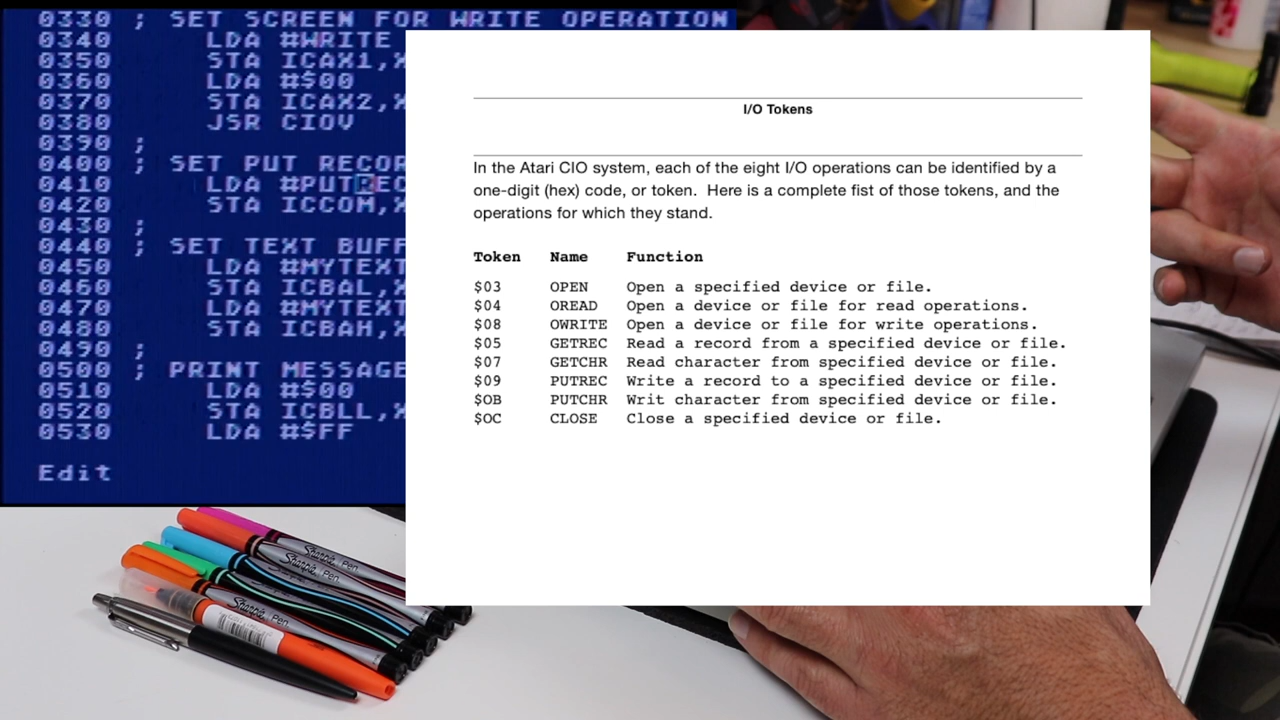 0330 ; SET SCREEN FOR WRITE OPERATION
0340 LDA #WRITE
0350 STA ICAX1,X
0360 LDA #$00
0370 STA ICAX2,X
0380 JSR CIOV
0390 ;
0400 ; SET PUT RECOR
0410 LDA #PUTREC
0420 STA ICCOM,X
0430 ;
0440 ; SET TEXT BUFF
0450 LDA #MYTEXT
0460 STA ICBAL,X
0470 LDA #MYTEXT
0480 STA ICBAH,X
0490 ;
0500 ; PRINT MESSAGE
0510 LDA #$00
0520 STA ICBLL,X
0530 LDA #$FF
Edit
I/O Tokens
In the Atari CIO system, each of the eight I/O operations can be identified by a
one-digit (hex) code, or token. Here is a complete fist of those tokens, and the
operations for which they stand.
Token Name Function
$03 OPEN Open a specified device or file.
$04 OREAD Open a device or file for read operations.
$08 OWRITE Open a device or file for write operations.
$05 GETREC Read a record from a specified device or file.
$07 GETCHR Read character from specified device or file.
$09 PUTREC Write a record to a specified device or file.
$OB PUTCHR Writ character from specified device or file.
$OC CLOSE Close a specified device or file.
Sharpie Pen
Sharpie Pen
Sharpie Pen